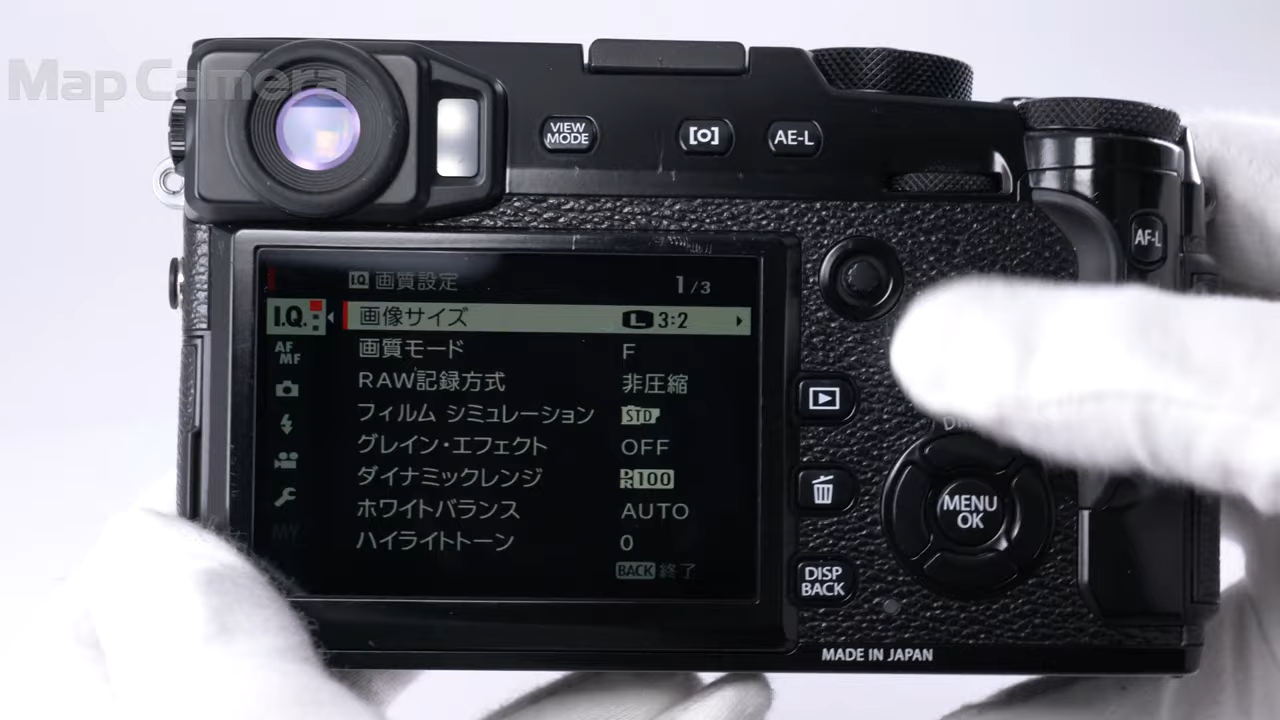 Map Camera
VIEW MODE
[o]
AE-L
AF-L
I.Q. 画質設定 1/3
I.Q. 画像サイズ L 3:2
AF MF 画質モード F
RAW記録方式 非圧縮
フィルム シミュレーション STD
グレイン・エフェクト OFF
ダイナミックレンジ DR100
ホワイトバランス AUTO
MY ハイライトトーン 0
BACK 終了
MENU OK
DISP BACK
MADE IN JAPAN